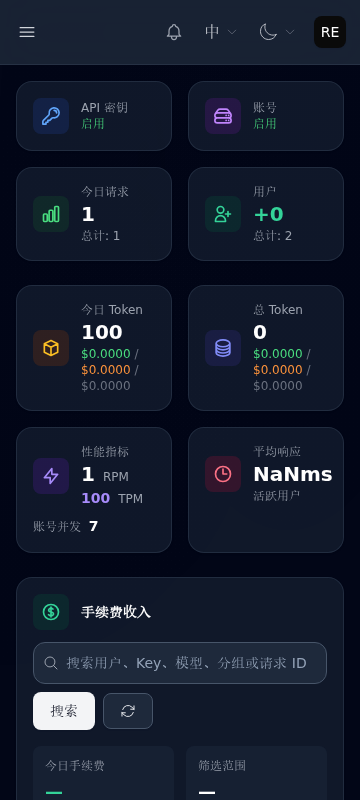 中
RE
API 密钥
启用
账号
启用
今日请求
1
总计: 1
用户
+0
总计: 2
今日 Token
100
$0.0000 /
$0.0000 /
$0.0000
总 Token
0
$0.0000 /
$0.0000 /
$0.0000
性能指标
1 RPM
100 TPM
账号并发 7
平均响应
NaNms
活跃用户
手续费收入
搜索用户、Key、模型、分组或请求 ID
搜索
今日手续费
—
筛选范围
—